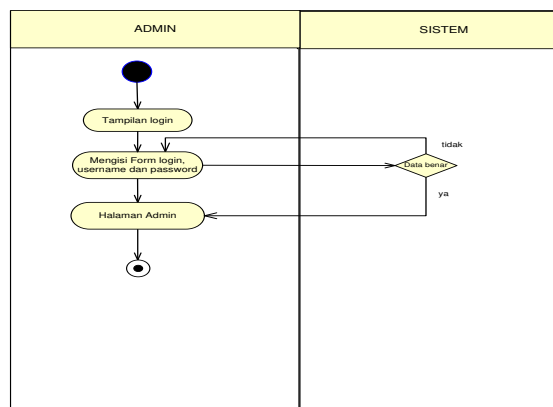 ADMIN
SISTEM
Tampilan login
tidak
Mengisi Form login,
username dan password
Data benar
ya
Halaman Admin